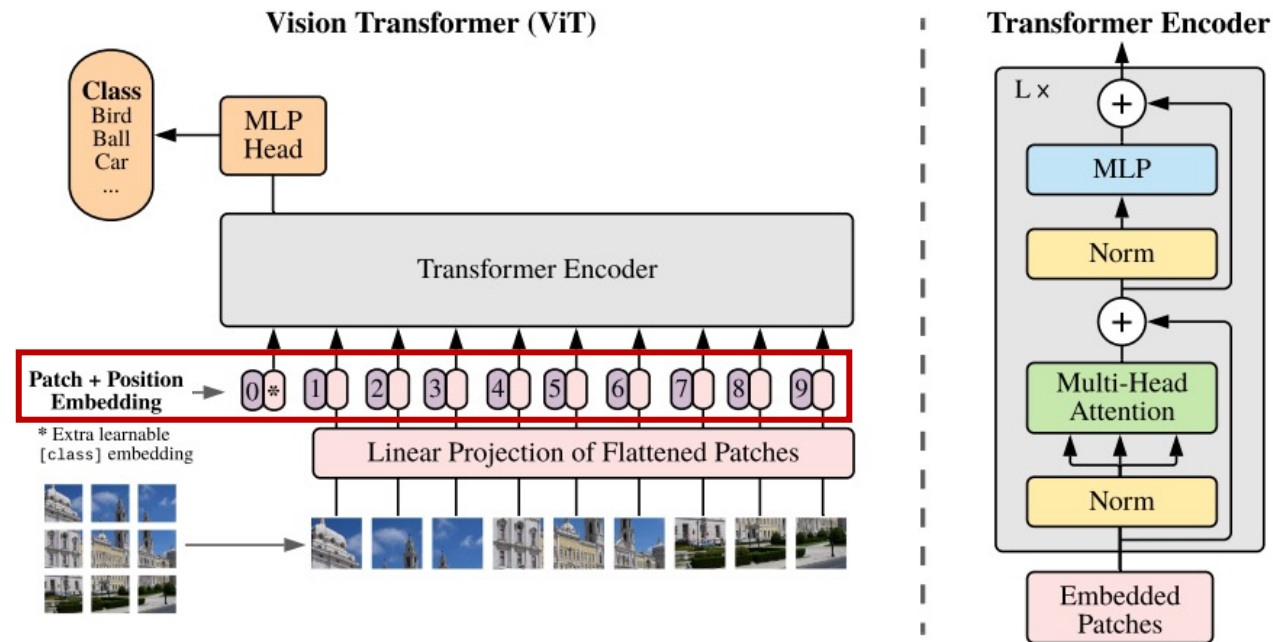 Vision Transformer (ViT)
Class
Bird
Ball
Car
...
MLP
Head
Transformer Encoder
Patch + Position
Embedding
0 * 1 2 3 4 5 6 7 8 9
* Extra learnable
[class] embedding
Linear Projection of Flattened Patches
Transformer Encoder
L ×
+
MLP
Norm
+
Multi-Head
Attention
Norm
Embedded
Patches